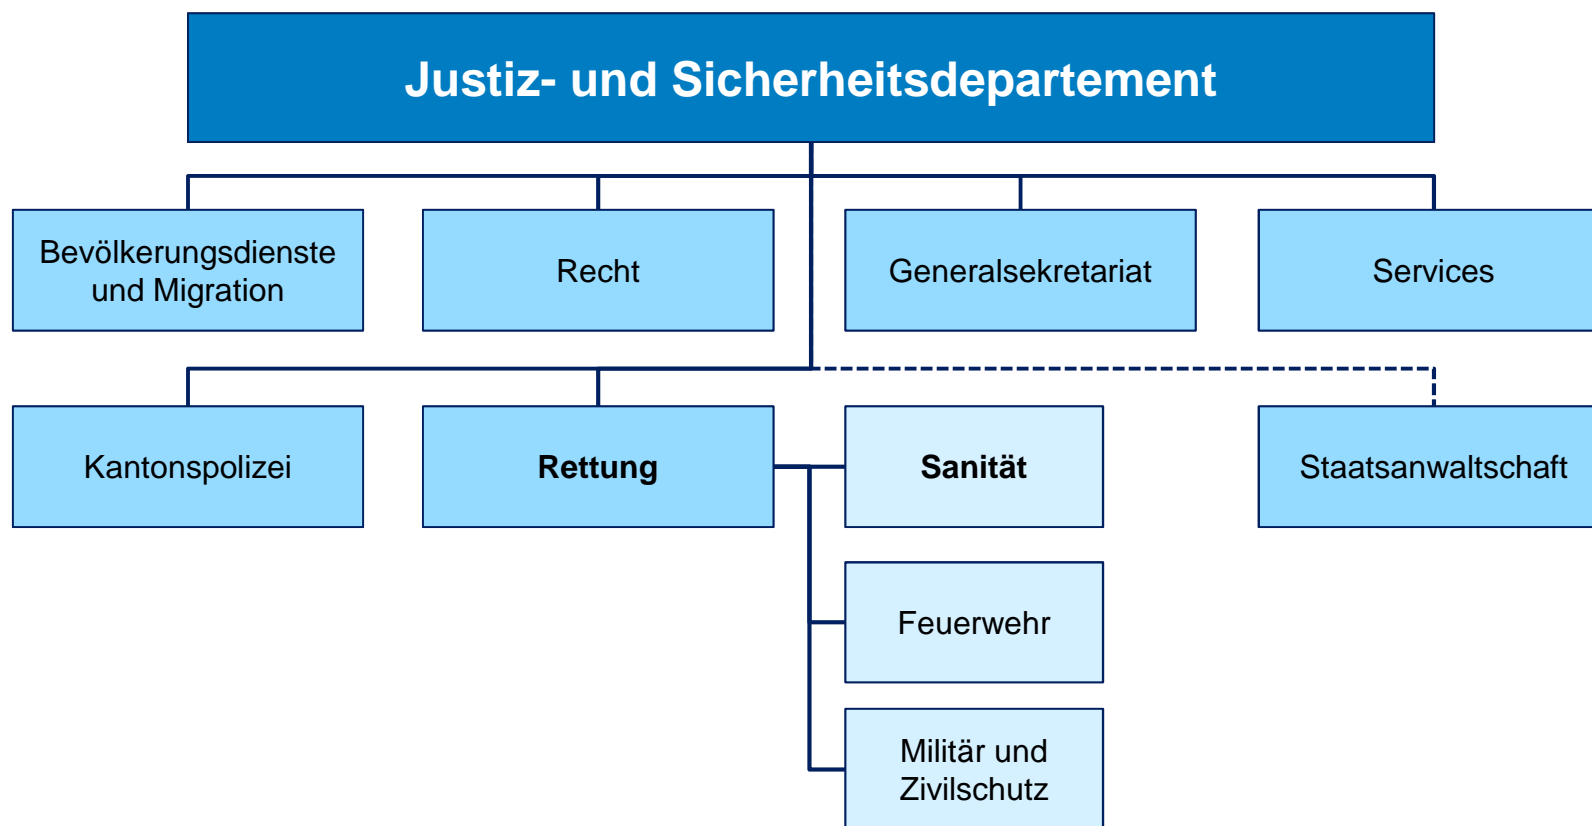 Justiz- und Sicherheitsdepartement
Bevölkerungsdienste
und Migration
Recht
Generalsekretariat
Services
Kantonspolizei
Rettung
Sanität
Staatsanwaltschaft
Feuerwehr
Militär und
Zivilschutz